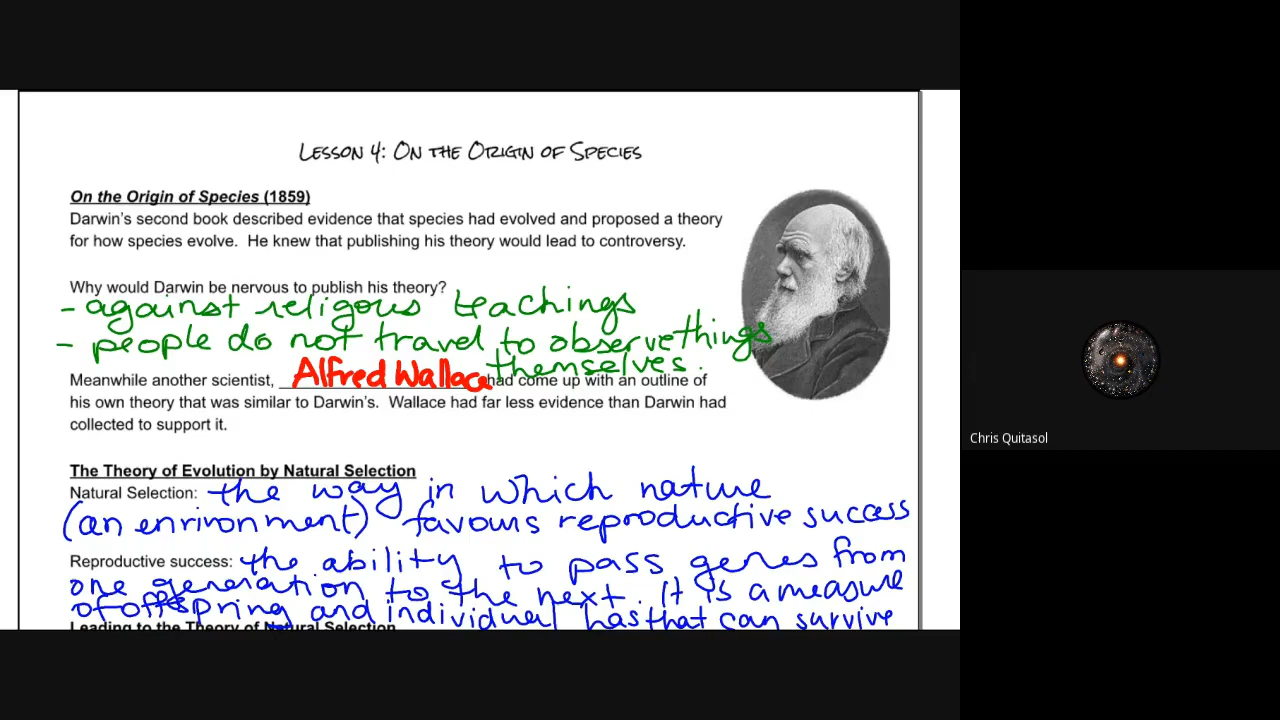 LESSON 4: ON THE ORIGIN OF SPECIES
On the Origin of Species (1859)
Darwin's second book described evidence that species had evolved and proposed a theory
for how species evolve. He knew that publishing his theory would lead to controversy.
Why would Darwin be nervous to publish his theory?
- against religous teachings
- people do not travel to observe things
themselves.
Meanwhile another scientist, Alfred Wallace had come up with an outline of
his own theory that was similar to Darwin's. Wallace had far less evidence than Darwin had
collected to support it.
The Theory of Evolution by Natural Selection
Natural Selection: the way in which nature
(an environment) favours reproductive success
Reproductive success: the ability to pass genes from
one generation to the next. It is a measure
of offspring and individual has that can survive
Leading to the Theory of Natural Selection
Chris Quitasol